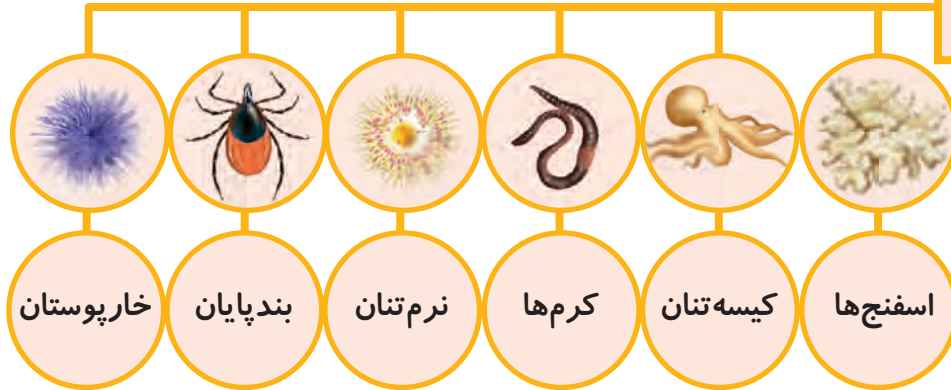 اسفنج‌ها
کیسه‌تنان
کرم‌ها
نرم‌تنان
بندپایان
خارپوستان